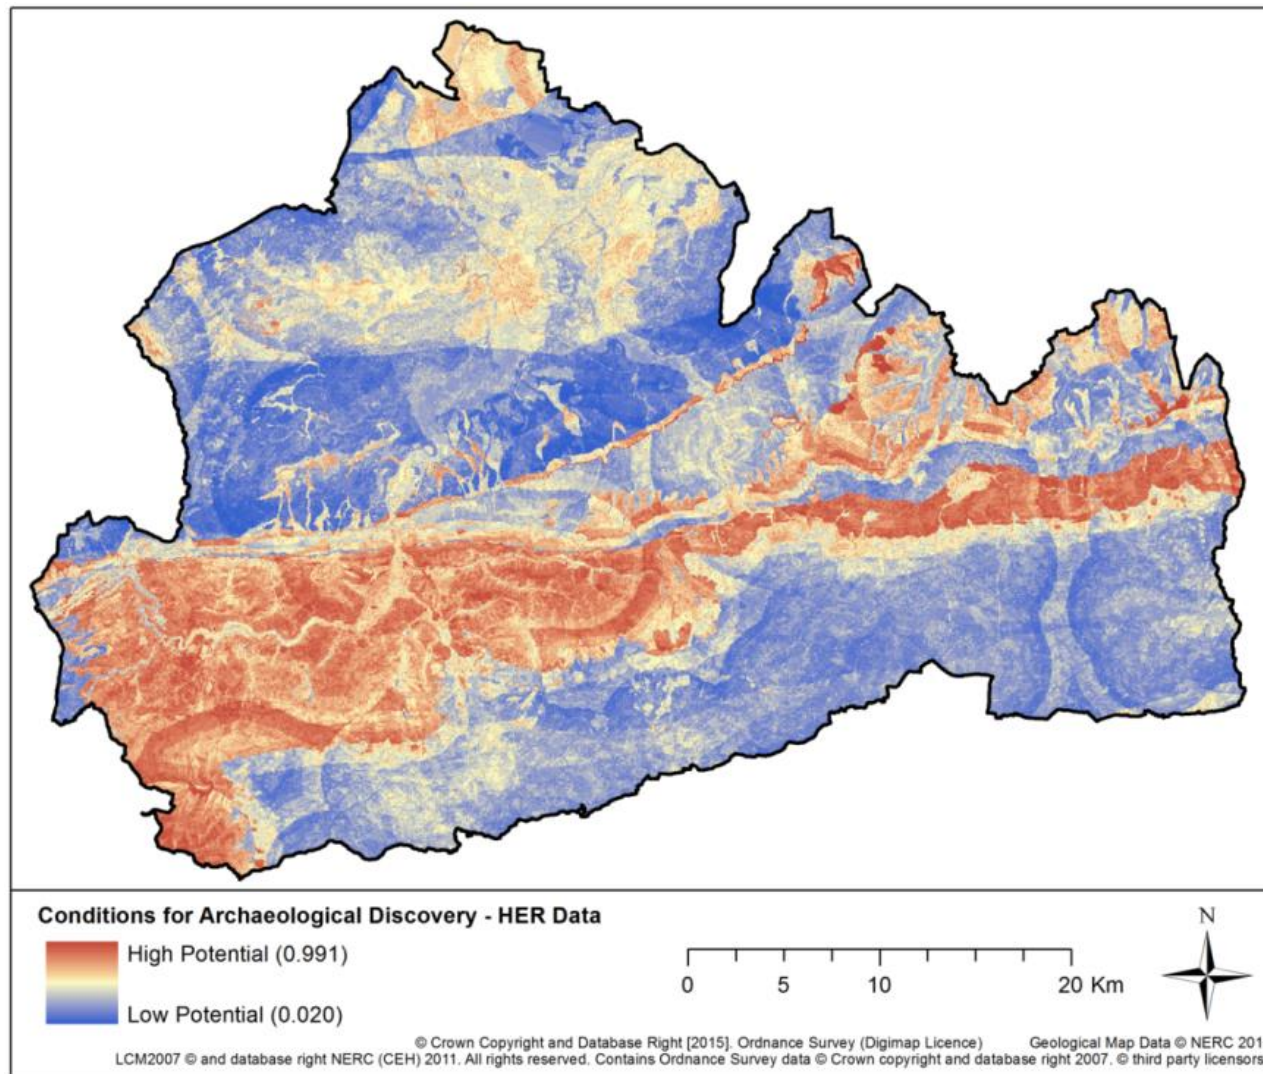 Conditions for Archaeological Discovery - HER Data
High Potential (0.991)
Low Potential (0.020)
0 5 10 20 Km
N
© Crown Copyright and Database Right [2015]. Ordnance Survey (Digimap Licence) Geological Map Data © NERC 201
LCM2007 © and database right NERC (CEH) 2011. All rights reserved. Contains Ordnance Survey data © Crown copyright and database right 2007. © third party licensors